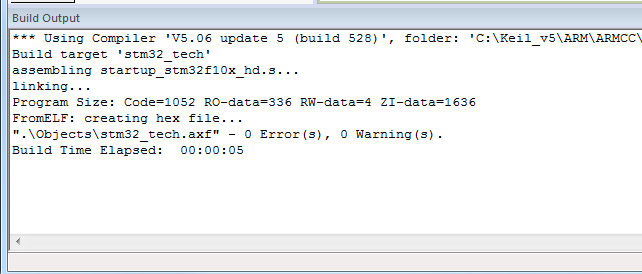 Build Output
*** Using Compiler 'V5.06 update 5 (build 528)', folder: 'C:\Keil_v5\ARM\ARMCC\
Build target 'stm32_tech'
assembling startup_stm32f10x_hd.s...
linking...
Program Size: Code=1052 RO-data=336 RW-data=4 ZI-data=1636
FromELF: creating hex file...
".\Objects\stm32_tech.axf" - 0 Error(s), 0 Warning(s).
Build Time Elapsed:  00:00:05